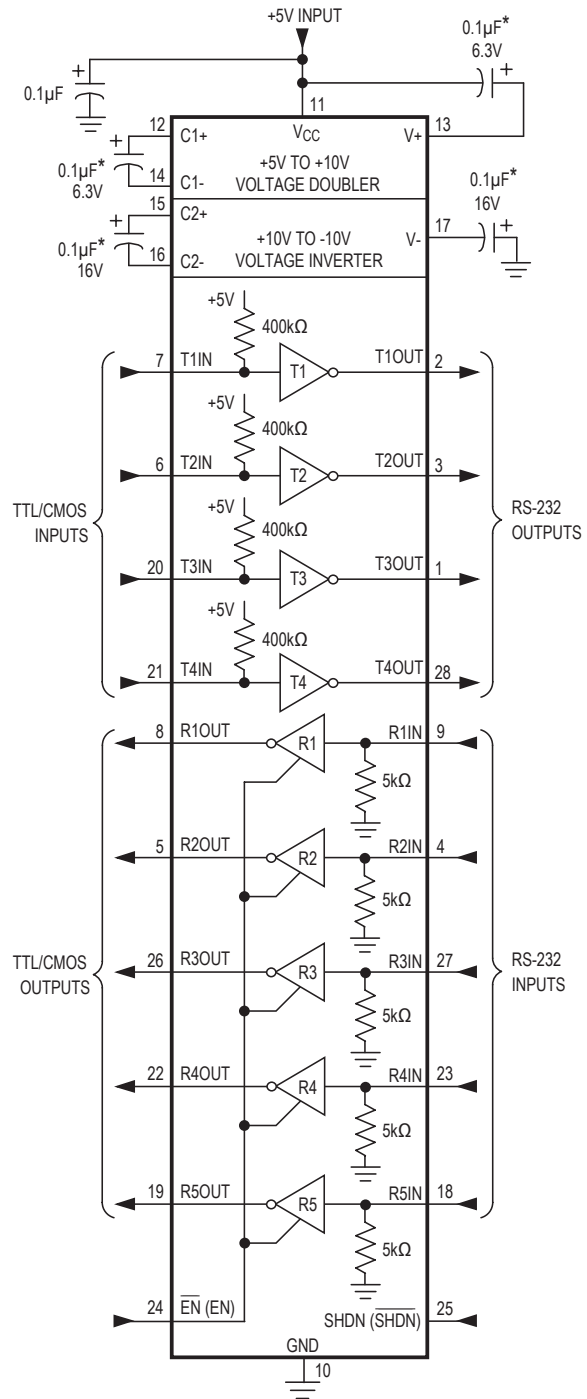 +5V INPUT
0.1µF*
6.3V
+
+
0.1µF
11
12
C1+
VCC
V+
13
+
0.1µF*
6.3V
14
C1-
+5V TO +10V
VOLTAGE DOUBLER
15
C2+
0.1µF*
16V
+
0.1µF*
16V
16
C2-
+10V TO -10V
VOLTAGE INVERTER
V-
17
+
+5V
400kΩ
7
T1IN
T1
T1OUT
2
+5V
400kΩ
6
T2IN
T2
T2OUT
3
TTL/CMOS
INPUTS
RS-232
OUTPUTS
+5V
400kΩ
20
T3IN
T3
T3OUT
1
+5V
400kΩ
21
T4IN
T4
T4OUT
28
8
R1OUT
R1
R1IN
9
5kΩ
5
R2OUT
R2
R2IN
4
5kΩ
TTL/CMOS
OUTPUTS
RS-232
INPUTS
26
R3OUT
R3
R3IN
27
5kΩ
22
R4OUT
R4
R4IN
23
5kΩ
19
R5OUT
R5
R5IN
18
5kΩ
24
E̅N̅ (EN)
SHDN (S̅H̅D̅N̅)
25
GND
10